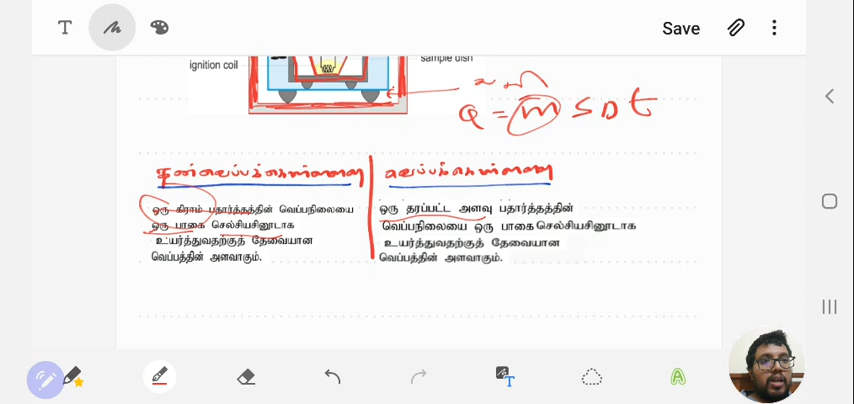 Save
ignition coil
sample dish
Q = m S Δ t
தன்வெப்பக்கொள்ளளவு
வெப்பக்கொள்ளளவு
ஒரு கிராம் பதார்த்தத்தின் வெப்பநிலையை
ஒரு பாகை செல்சியசினூடாக
உயர்த்துவதற்குத் தேவையான
வெப்பத்தின் அளவாகும்.
ஒரு தரப்பட்ட அளவு பதார்த்தத்தின்
வெப்பநிலையை ஒரு பாகை செல்சியசினூடாக
உயர்த்துவதற்குத் தேவையான
வெப்பத்தின் அளவாகும்.